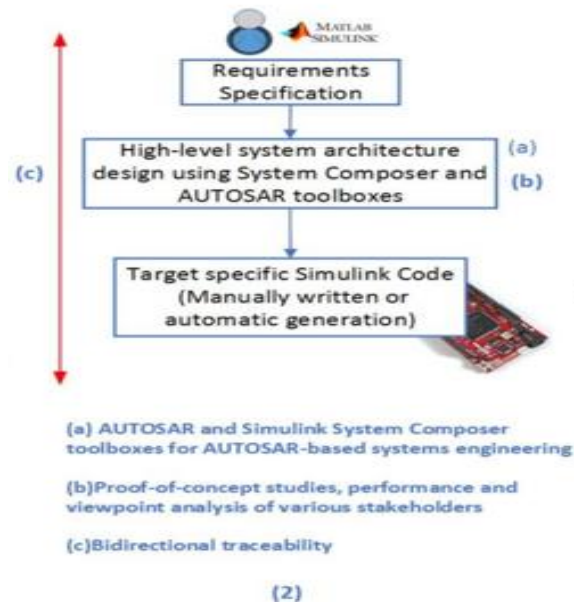 MATLAB
SIMULINK
Requirements
Specification
High-level system architecture
design using System Composer and
AUTOSAR toolboxes
(a)
(b)
(c)
Target specific Simulink Code
(Manually written or
automatic generation)
(a) AUTOSAR and Simulink System Composer
toolboxes for AUTOSAR-based systems engineering
(b)Proof-of-concept studies, performance and
viewpoint analysis of various stakeholders
(c)Bidirectional traceability
(2)